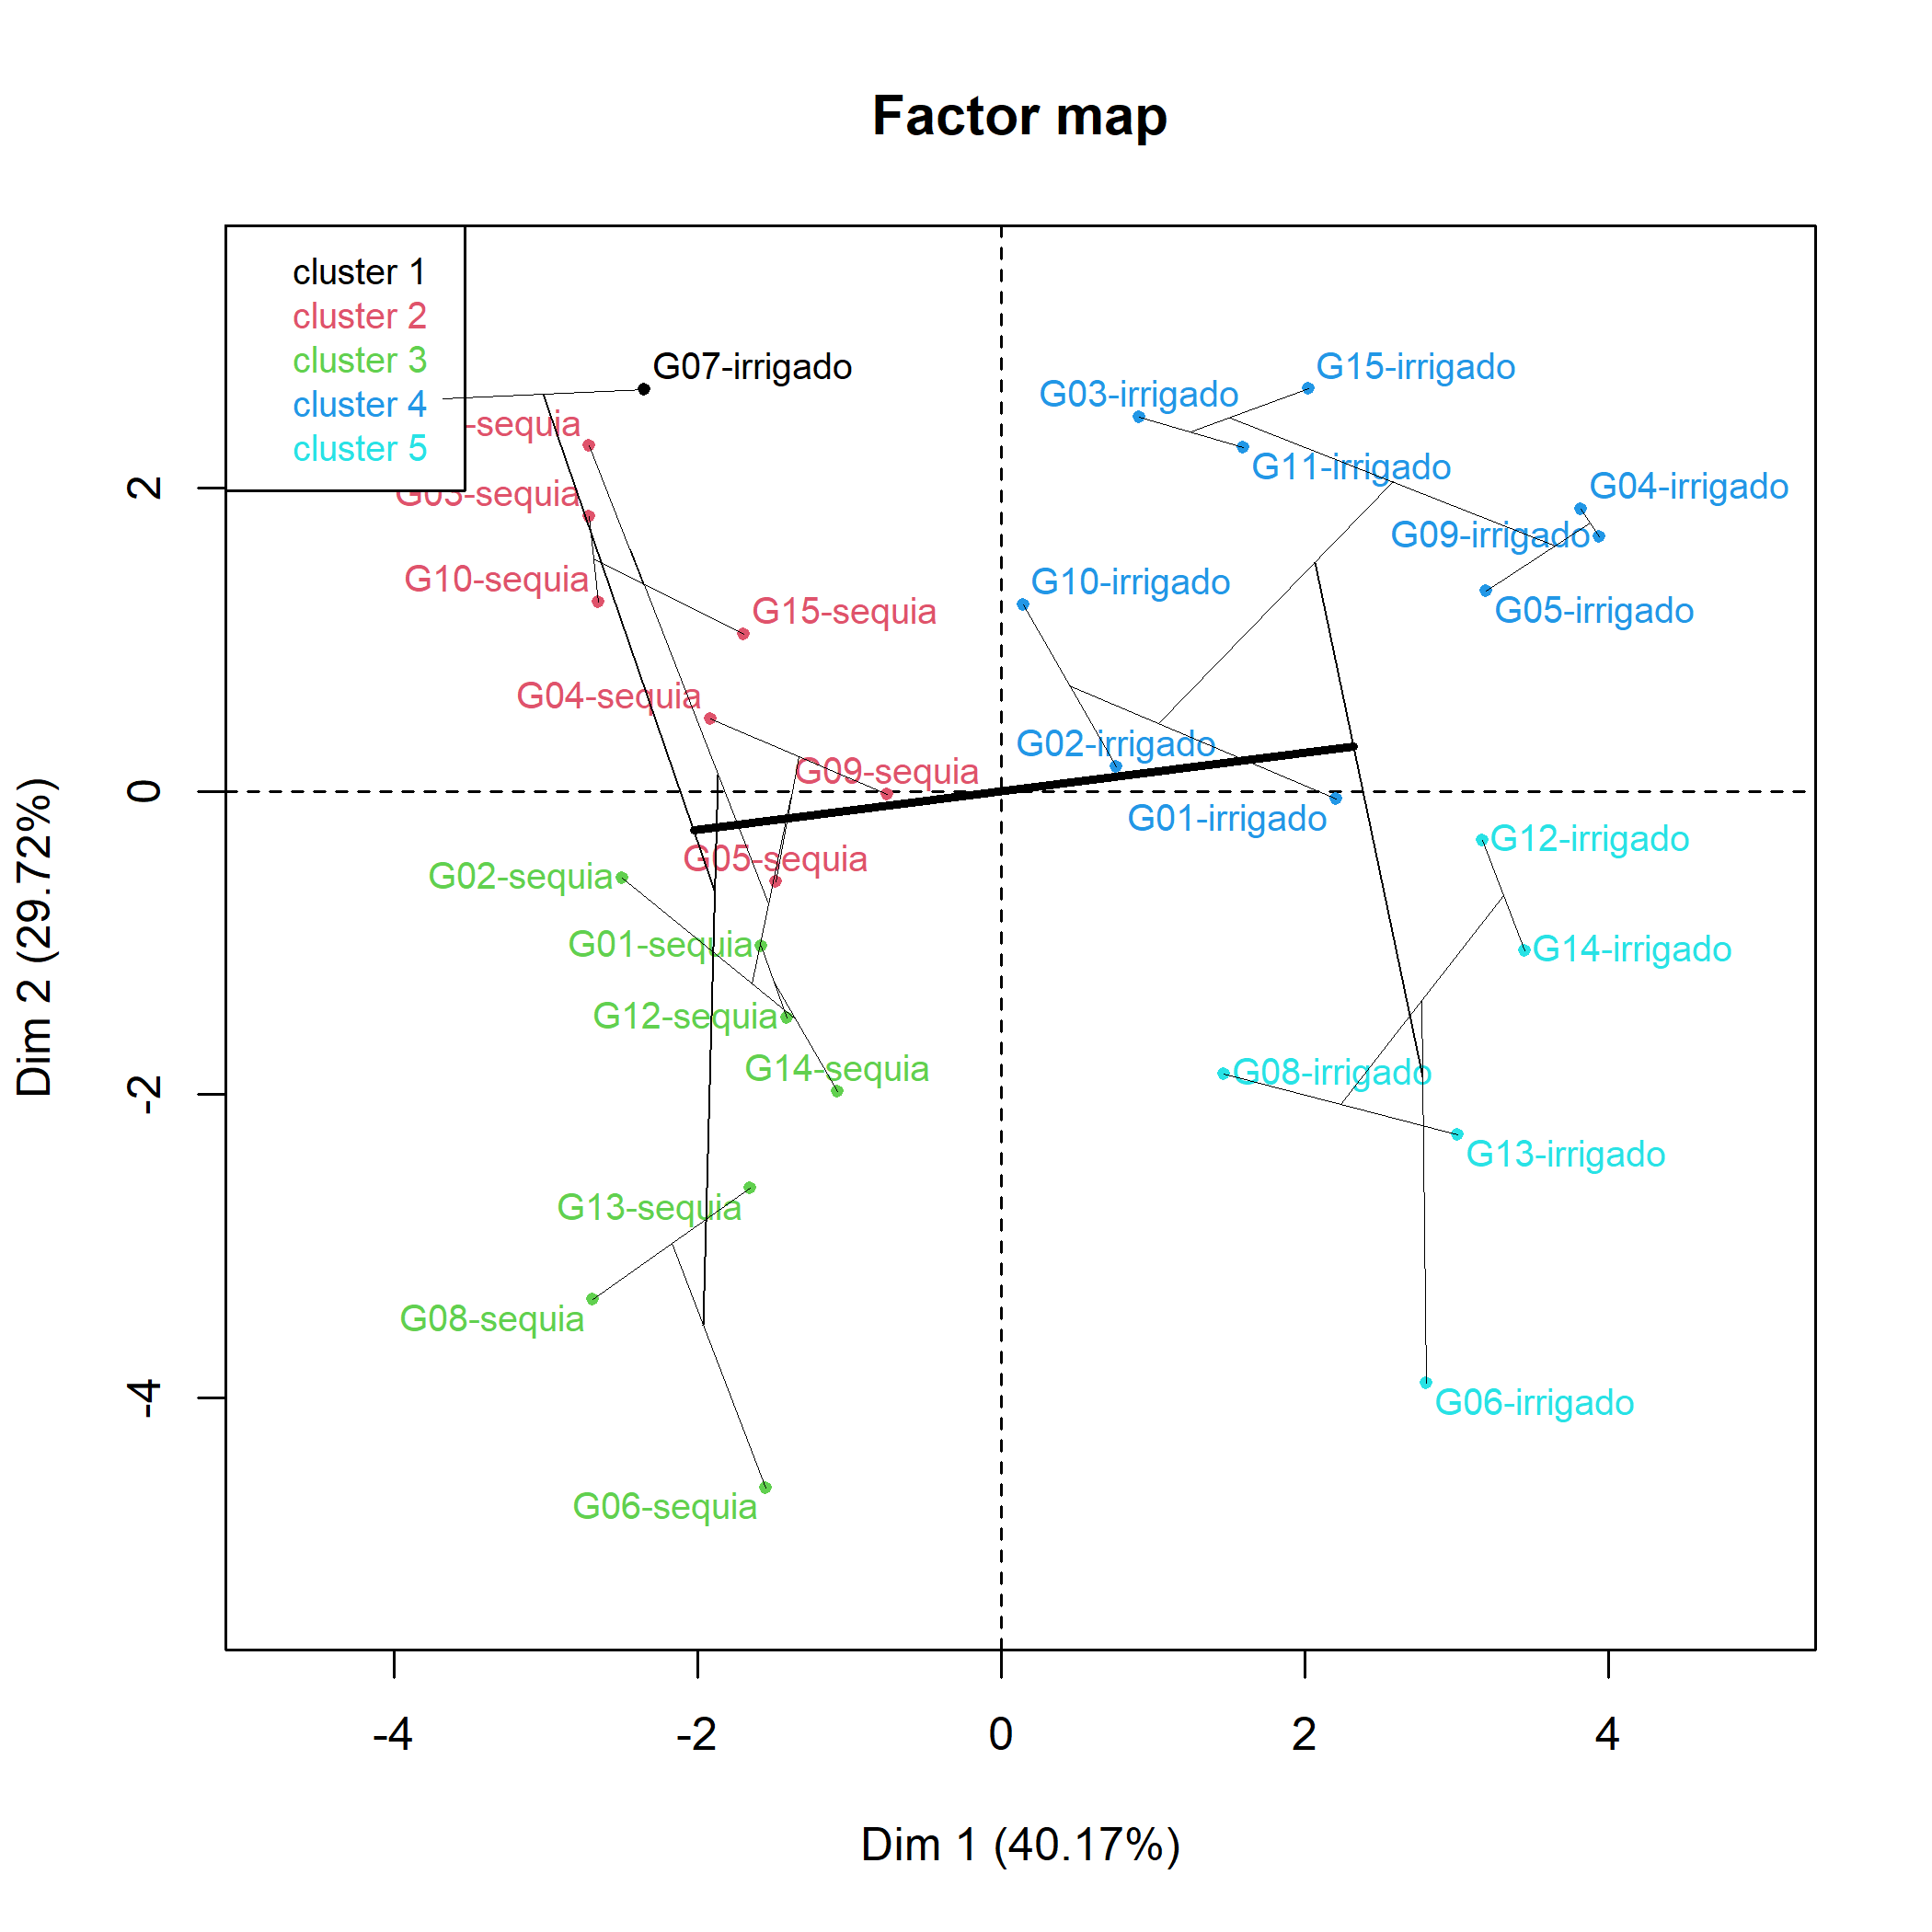 Factor map
cluster 1
cluster 2
cluster 3
cluster 4
cluster 5
G07-irrigado
G15-irrigado
G03-irrigado
-sequia
G11-irrigado
G03-sequia
G04-irrigado
G09-irrigado
G10-sequia
G10-irrigado
G15-sequia
G05-irrigado
G04-sequia
G02-irrigado
G09-sequia
G01-irrigado
G12-irrigado
G05-sequia
G02-sequia
G01-sequia
G14-irrigado
G12-sequia
G14-sequia
G08-irrigado
G13-irrigado
G13-sequia
G08-sequia
G06-irrigado
G06-sequia
2
0
-2
-4
Dim 2 (29.72%)
-4 -2 0 2 4
Dim 1 (40.17%)